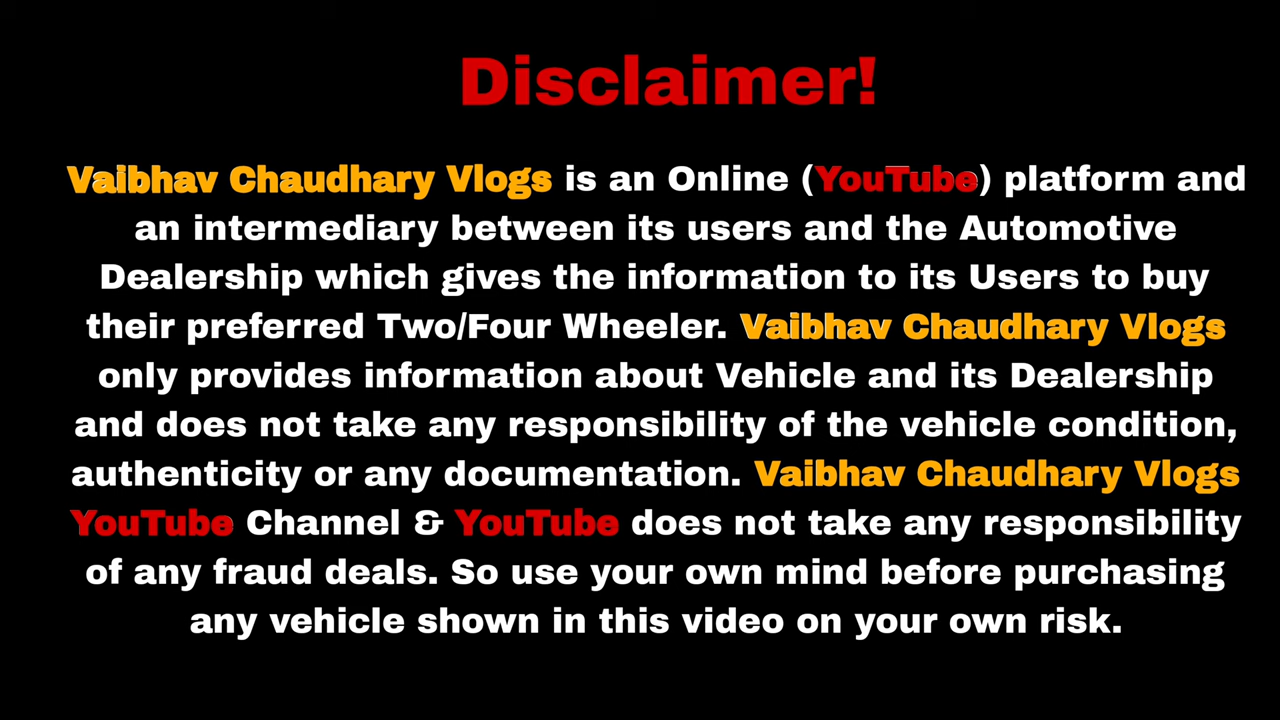 Disclaimer!
Vaibhav Chaudhary Vlogs is an Online (YouTube) platform and
an intermediary between its users and the Automotive
Dealership which gives the information to its Users to buy
their preferred Two/Four Wheeler. Vaibhav Chaudhary Vlogs
only provides information about Vehicle and its Dealership
and does not take any responsibility of the vehicle condition,
authenticity or any documentation. Vaibhav Chaudhary Vlogs
YouTube Channel & YouTube does not take any responsibility
of any fraud deals. So use your own mind before purchasing
any vehicle shown in this video on your own risk.